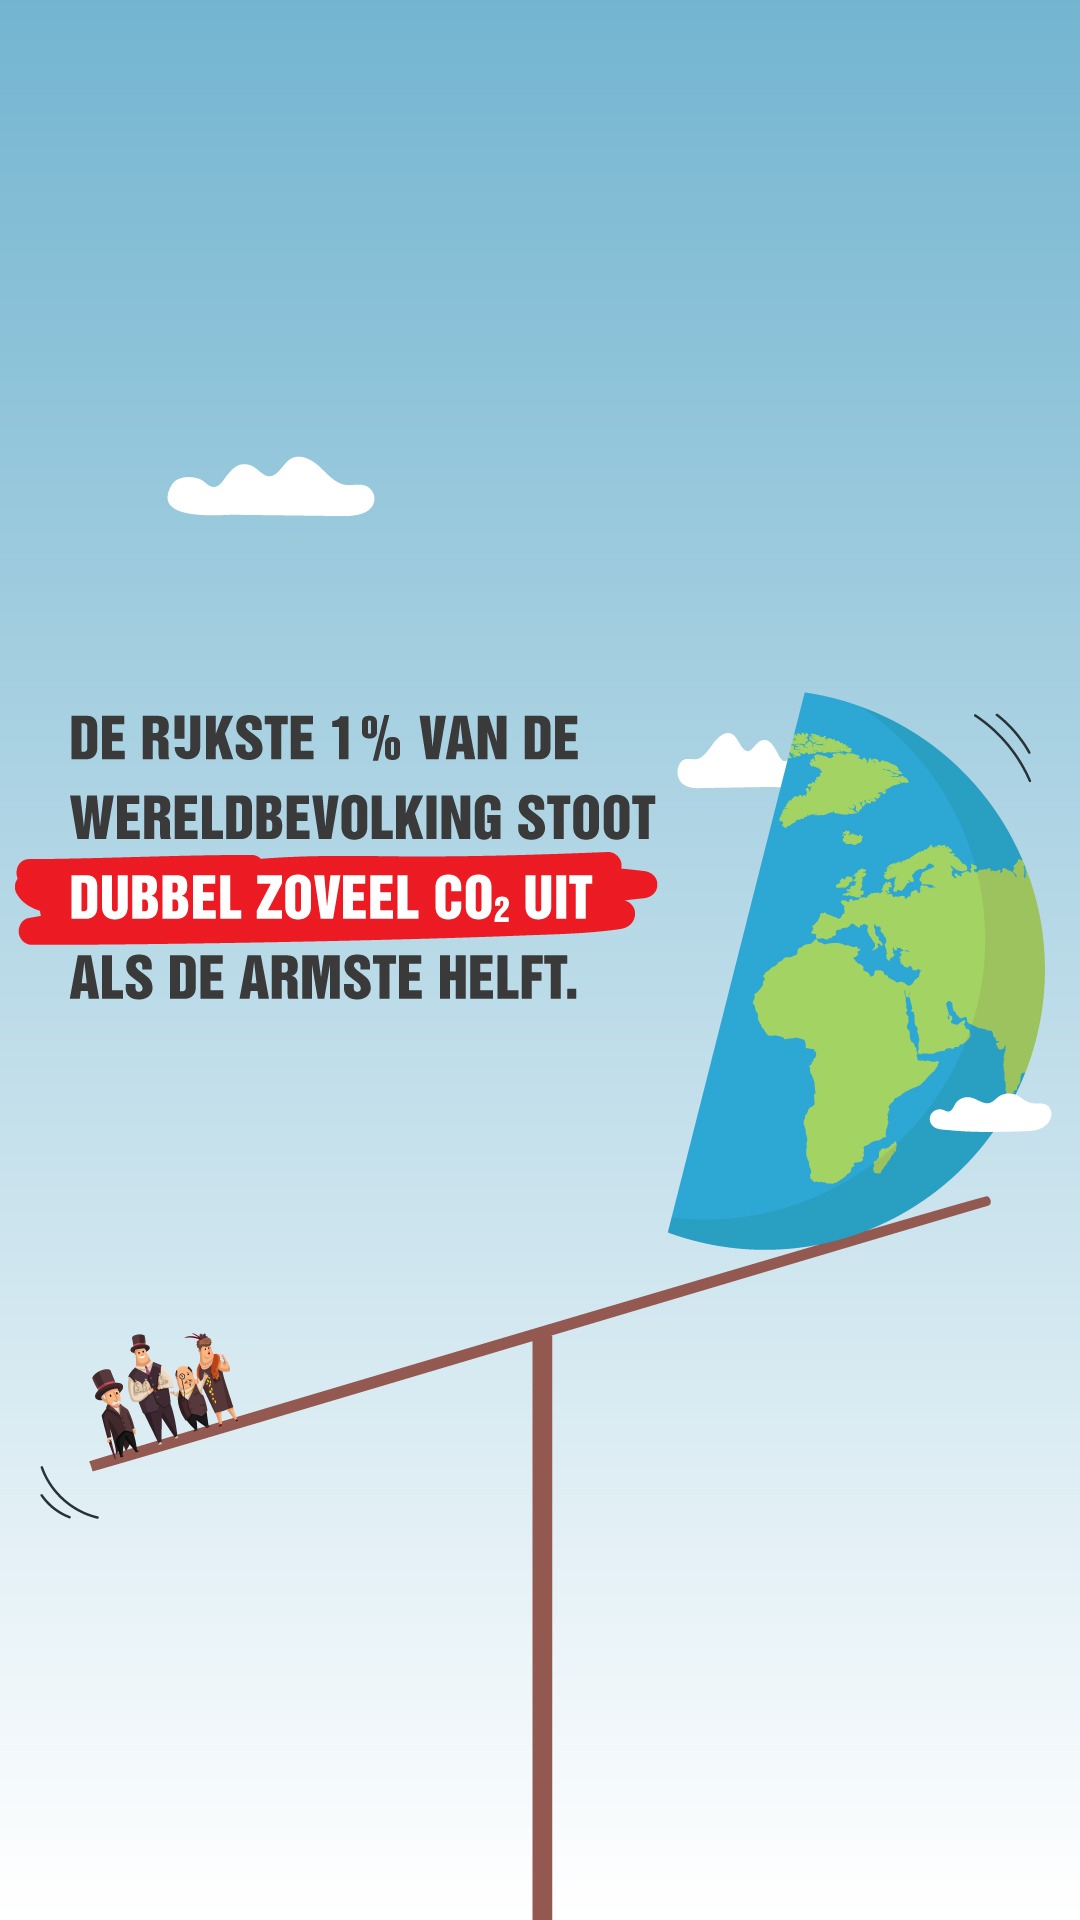 DE RIJKSTE 1% VAN DE
WERELDBEVOLKING STOOT
DUBBEL ZOVEEL CO₂ UIT
ALS DE ARMSTE HELFT.